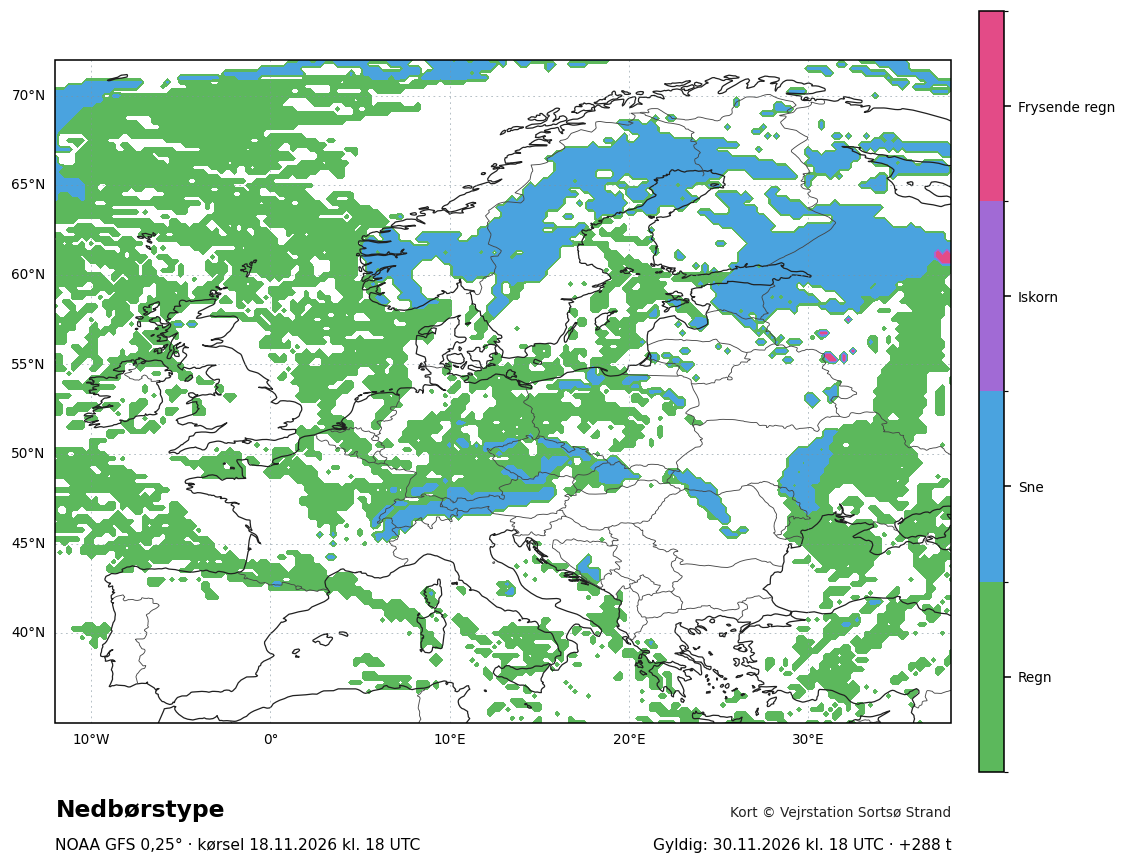 70°N
65°N
60°N
55°N
50°N
45°N
40°N
10°W
0°
10°E
20°E
30°E
Frysende regn
Iskorn
Sne
Regn
Nedbørstype
Kort © Vejrstation Sortsø Strand
NOAA GFS 0,25° · kørsel 18.11.2026 kl. 18 UTC
Gyldig: 30.11.2026 kl. 18 UTC · +288 t